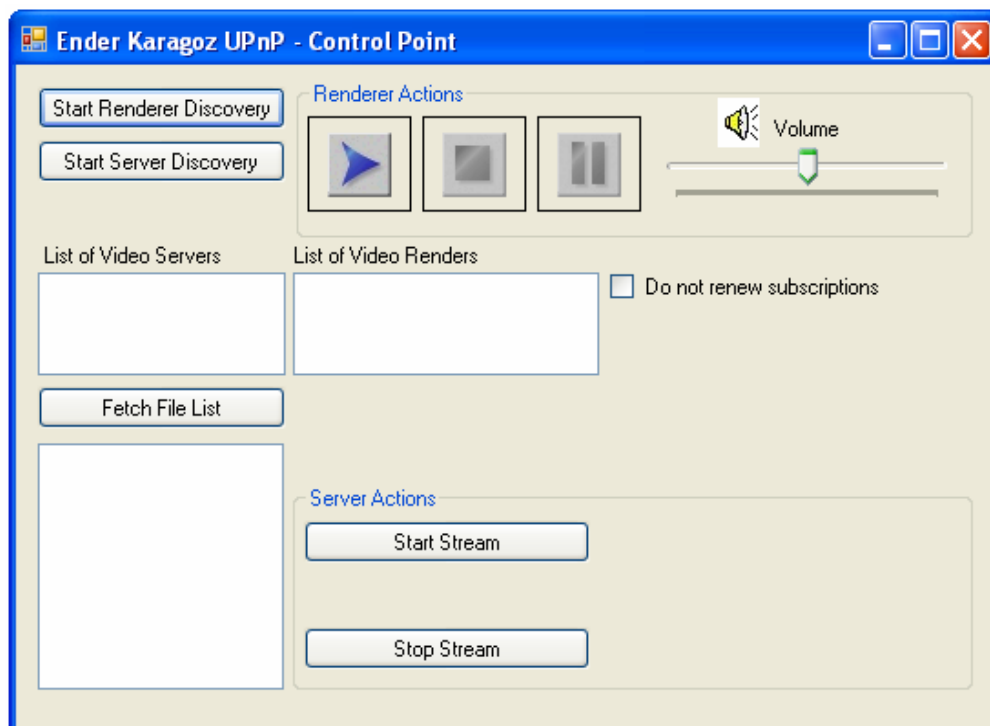 Ender Karagoz UPnP - Control Point
Start Renderer Discovery
Start Server Discovery
Renderer Actions
Volume
List of Video Servers
List of Video Renders
Do not renew subscriptions
Fetch File List
Server Actions
Start Stream
Stop Stream